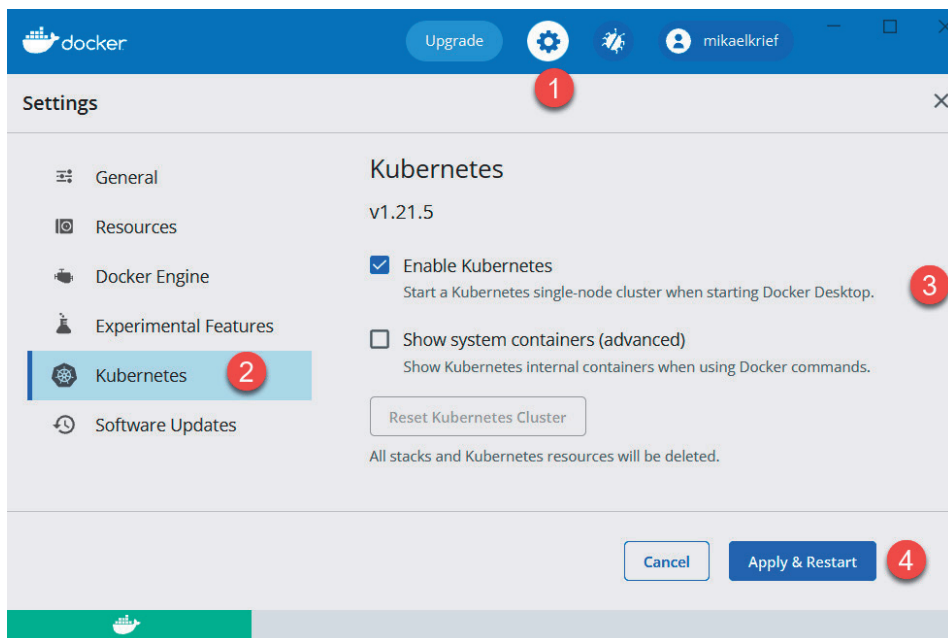 docker
Upgrade
mikaelkrief
1
Settings
General
Resources
Docker Engine
Experimental Features
Kubernetes
2
Software Updates
Kubernetes
v1.21.5
Enable Kubernetes
Start a Kubernetes single-node cluster when starting Docker Desktop.
3
Show system containers (advanced)
Show Kubernetes internal containers when using Docker commands.
Reset Kubernetes Cluster
All stacks and Kubernetes resources will be deleted.
Cancel
Apply & Restart
4